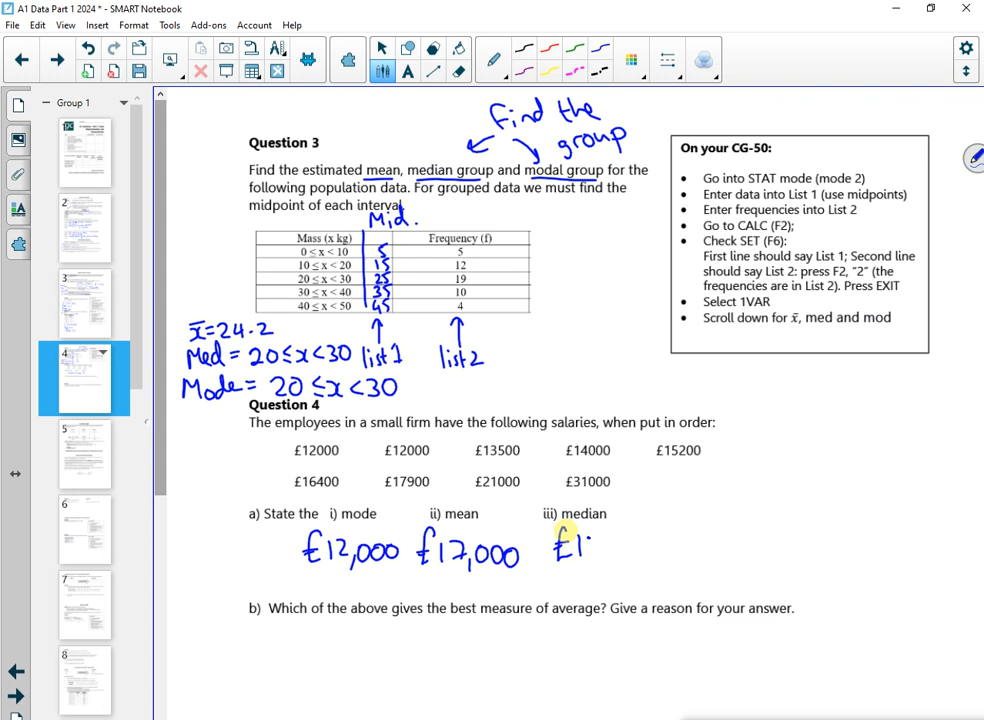 A1 Data Part 1 2024 * - SMART Notebook
File Edit View Insert Format Tools Add-ons Account Help
Group 1
Find the
group
Question 3
Find the estimated mean, median group and modal group for the
following population data. For grouped data we must find the
midpoint of each interval.
Mid.
Mass (x kg) Frequency (f)
0 ≤ x < 10 5 5
10 ≤ x < 20 15 12
20 ≤ x < 30 25 19
30 ≤ x < 40 35 10
40 ≤ x < 50 45 4
x̄=24.2
Med = 20≤x<30 list1 list2
Mode = 20 ≤x <30
On your CG-50:
• Go into STAT mode (mode 2)
• Enter data into List 1 (use midpoints)
• Enter frequencies into List 2
• Go to CALC (F2);
• Check SET (F6):
First line should say List 1; Second line
should say List 2: press F2, "2" (the
frequencies are in List 2). Press EXIT
• Select 1VAR
• Scroll down for x̄, med and mod
Question 4
The employees in a small firm have the following salaries, when put in order:
£12000 £12000 £13500 £14000 £15200
£16400 £17900 £21000 £31000
a) State the i) mode ii) mean iii) median
£12,000 £17,000 £1
b) Which of the above gives the best measure of average? Give a reason for your answer.
2
3
4
5
6
7
8